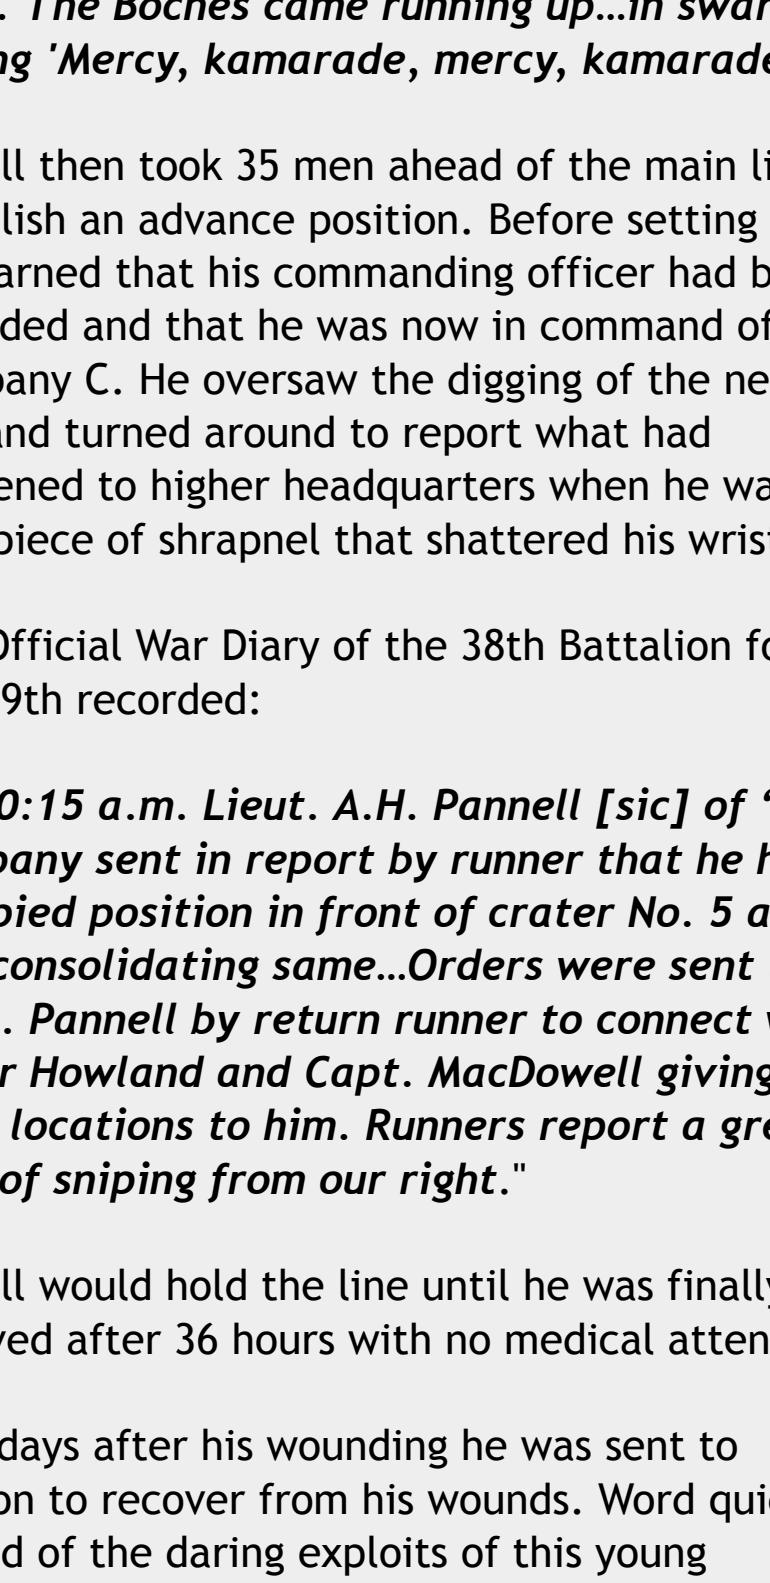 . The Boches came running up…in swar
ng 'Mercy, kamarade, mercy, kamarade
ll then took 35 men ahead of the main li
lish an advance position. Before setting
arned that his commanding officer had b
ded and that he was now in command of
pany C. He oversaw the digging of the ne
and turned around to report what had
ened to higher headquarters when he wa
piece of shrapnel that shattered his wrist
Official War Diary of the 38th Battalion fo
9th recorded:
0:15 a.m. Lieut. A.H. Pannell [sic] of “
pany sent in report by runner that he h
pied position in front of crater No. 5 a
consolidating same…Orders were sent
. Pannell by return runner to connect w
r Howland and Capt. MacDowell giving
locations to him. Runners report a gre
of sniping from our right."
ll would hold the line until he was finally
ved after 36 hours with no medical atten
days after his wounding he was sent to
on to recover from his wounds. Word quic
d of the daring exploits of this young